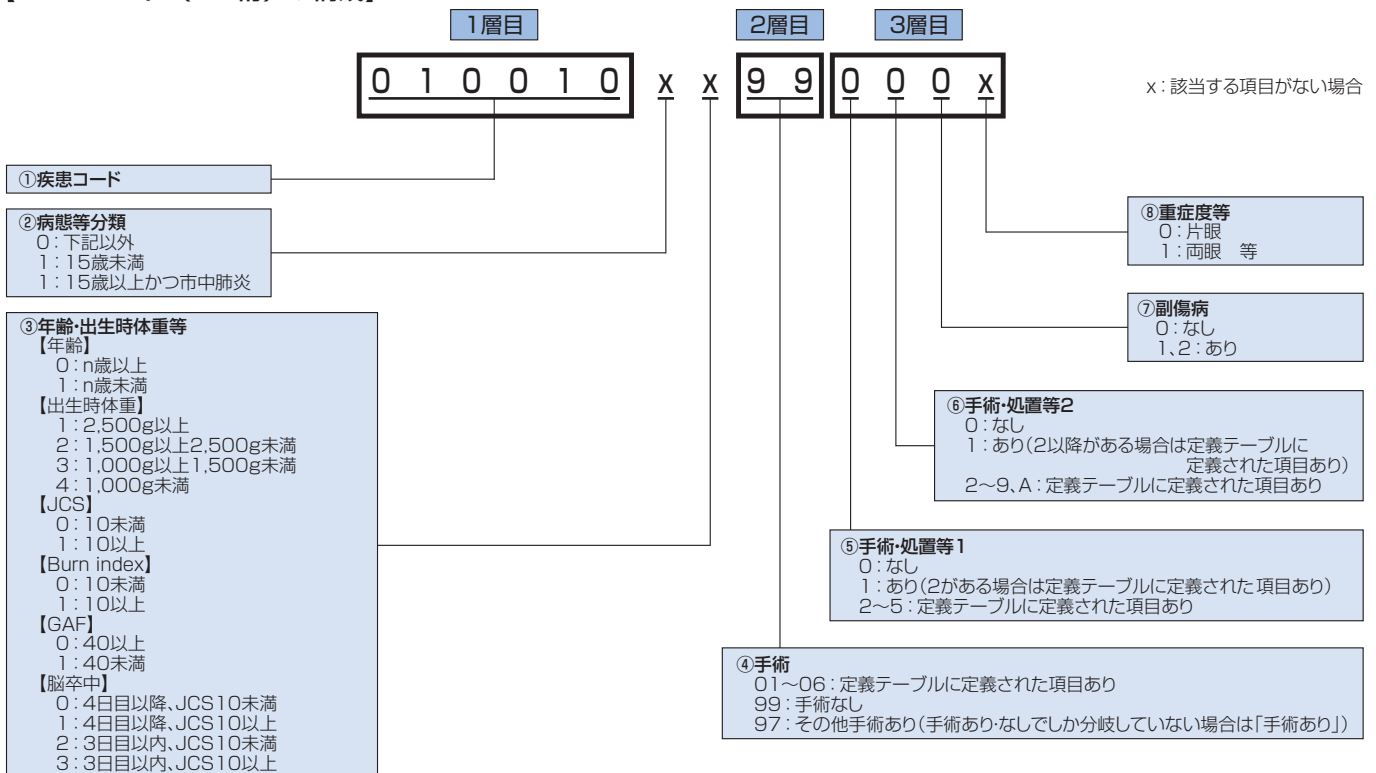 1層目 2層目 3層目
0 1 0 0 1 0 x x 9 9 0 0 0 x
x：該当する項目がない場合
①疾患コード
②病態等分類
0：下記以外
1：15歳未満
1：15歳以上かつ市中肺炎
③年齢・出生時体重等
【年齢】
0：n歳以上
1：n歳未満
【出生時体重】
1：2,500g以上
2：1,500g以上2,500g未満
3：1,000g以上1,500g未満
4：1,000g未満
【JCS】
0：10未満
1：10以上
【Burn index】
0：10未満
1：10以上
【GAF】
0：40以上
1：40未満
【脳卒中】
0：4日目以降、JCS10未満
1：4日目以降、JCS10以上
2：3日目以内、JCS10未満
3：3日目以内、JCS10以上
⑧重症度等
0：片眼
1：両眼 等
⑦副傷病
0：なし
1、2：あり
⑥手術・処置等2
0：なし
1：あり（2以降がある場合は定義テーブルに
定義された項目あり）
2～9、A：定義テーブルに定義された項目あり
⑤手術・処置等1
0：なし
1：あり（2がある場合は定義テーブルに定義された項目あり）
2～5：定義テーブルに定義された項目あり
④手術
01～06：定義テーブルに定義された項目あり
99：手術なし
97：その他手術あり（手術あり・なしでしか分岐していない場合は「手術あり」）